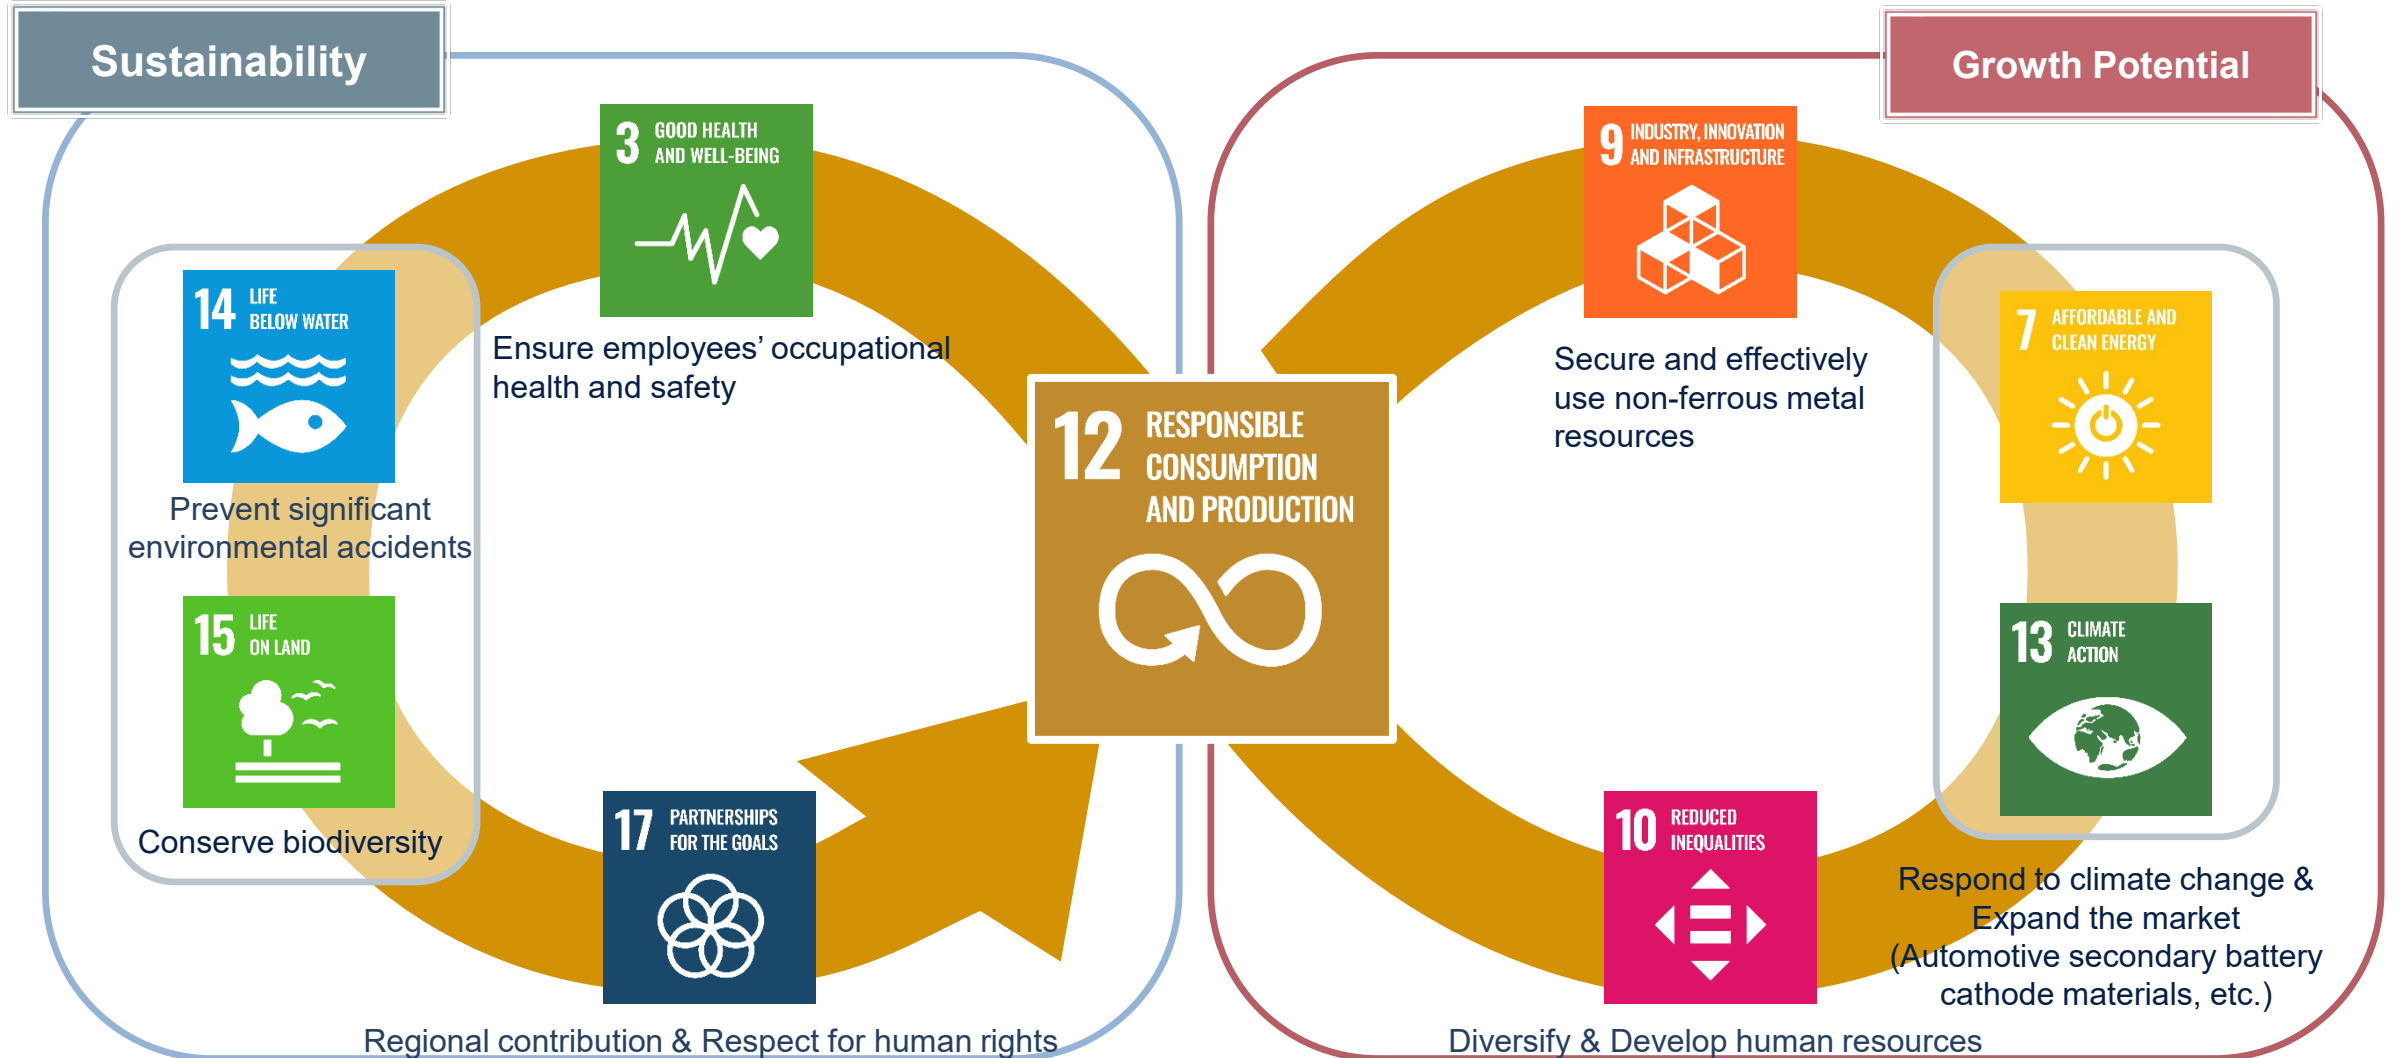 Sustainability
3 GOOD HEALTH
AND WELL-BEING
Ensure employees’ occupational
health and safety
14 LIFE
BELOW WATER
Prevent significant
environmental accidents
15 LIFE
ON LAND
Conserve biodiversity
17 PARTNERSHIPS
FOR THE GOALS
Regional contribution & Respect for human rights
12 RESPONSIBLE
CONSUMPTION
AND PRODUCTION
Growth Potential
9 INDUSTRY, INNOVATION
AND INFRASTRUCTURE
Secure and effectively
use non-ferrous metal
resources
7 AFFORDABLE AND
CLEAN ENERGY
13 CLIMATE
ACTION
Respond to climate change &
Expand the market
(Automotive secondary battery
cathode materials, etc.)
10 REDUCED
INEQUALITIES
Diversify & Develop human resources